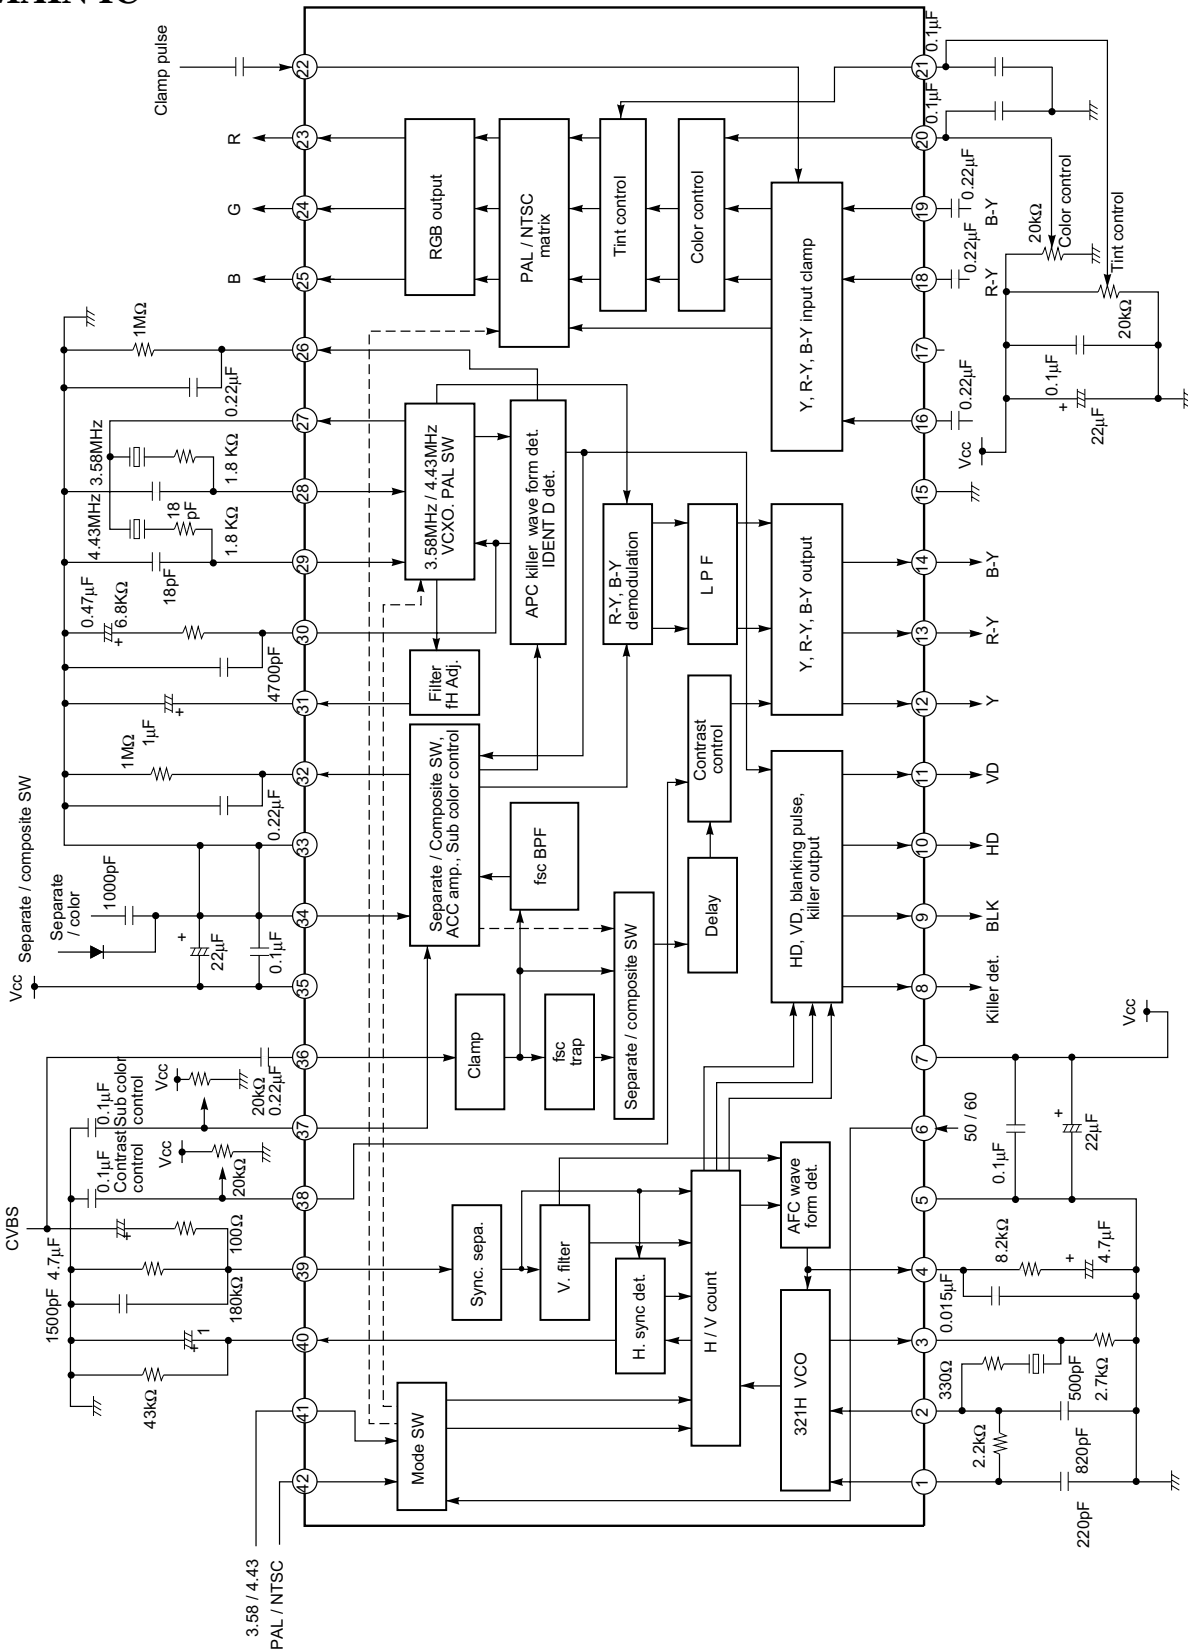 Clamp pulse
22
R
23
G
24
B
25
1MΩ
0.22µF
26
3.58MHz
1.8 KΩ
27
28
4.43MHz
18
pF
1.8 KΩ
18pF
29
0.47µF
6.8KΩ
+
4700pF
30
1µF
+
31
1MΩ
0.22µF
32
33
Separate / composite SW
Separate
/ color
1000pF
34
Vcc
+
22µF
0.1µF
35
36
0.22µF
Vcc
20kΩ
0.1µF
Sub color
control
37
Vcc
20kΩ
0.1µF
Contrast
control
38
CVBS
4.7µF
+
100Ω
180kΩ
1500pF
39
+
1
43kΩ
40
41
42
3.58 / 4.43
PAL / NTSC
RGB output
PAL / NTSC
matrix
Tint control
Color control
Y, R-Y, B-Y input clamp
3.58MHz / 4.43MHz
VCXO. PAL SW
APC killer wave form det.
IDENT D det.
R-Y, B-Y
demodulation
L P F
Y, R-Y, B-Y output
Filter
fH Adj.
Separate / Composite SW,
ACC amp., Sub color control
fsc BPF
Contrast
control
Delay
Separate / composite SW
Clamp
fsc
trap
HD, VD, blanking pulse,
killer output
Sync. sepa.
V. filter
H. sync det.
H / V count
AFC wave
form det.
321H VCO
Mode SW
21
0.1µF
20
0.1µF
19
0.22µF
B-Y
18
0.22µF
R-Y
17
16
0.22µF
15
14
B-Y
13
R-Y
12
Y
11
VD
10
HD
9
BLK
8
Killer det.
7
6
50 / 60
5
4
3
2
1
20kΩ
Color control
Tint control
20kΩ
0.1µF
+
22µF
Vcc
Vcc
0.1µF
+
22µF
8.2kΩ
+
4.7µF
0.015µF
330Ω
500pF
2.7kΩ
2.2kΩ
820pF
220pF